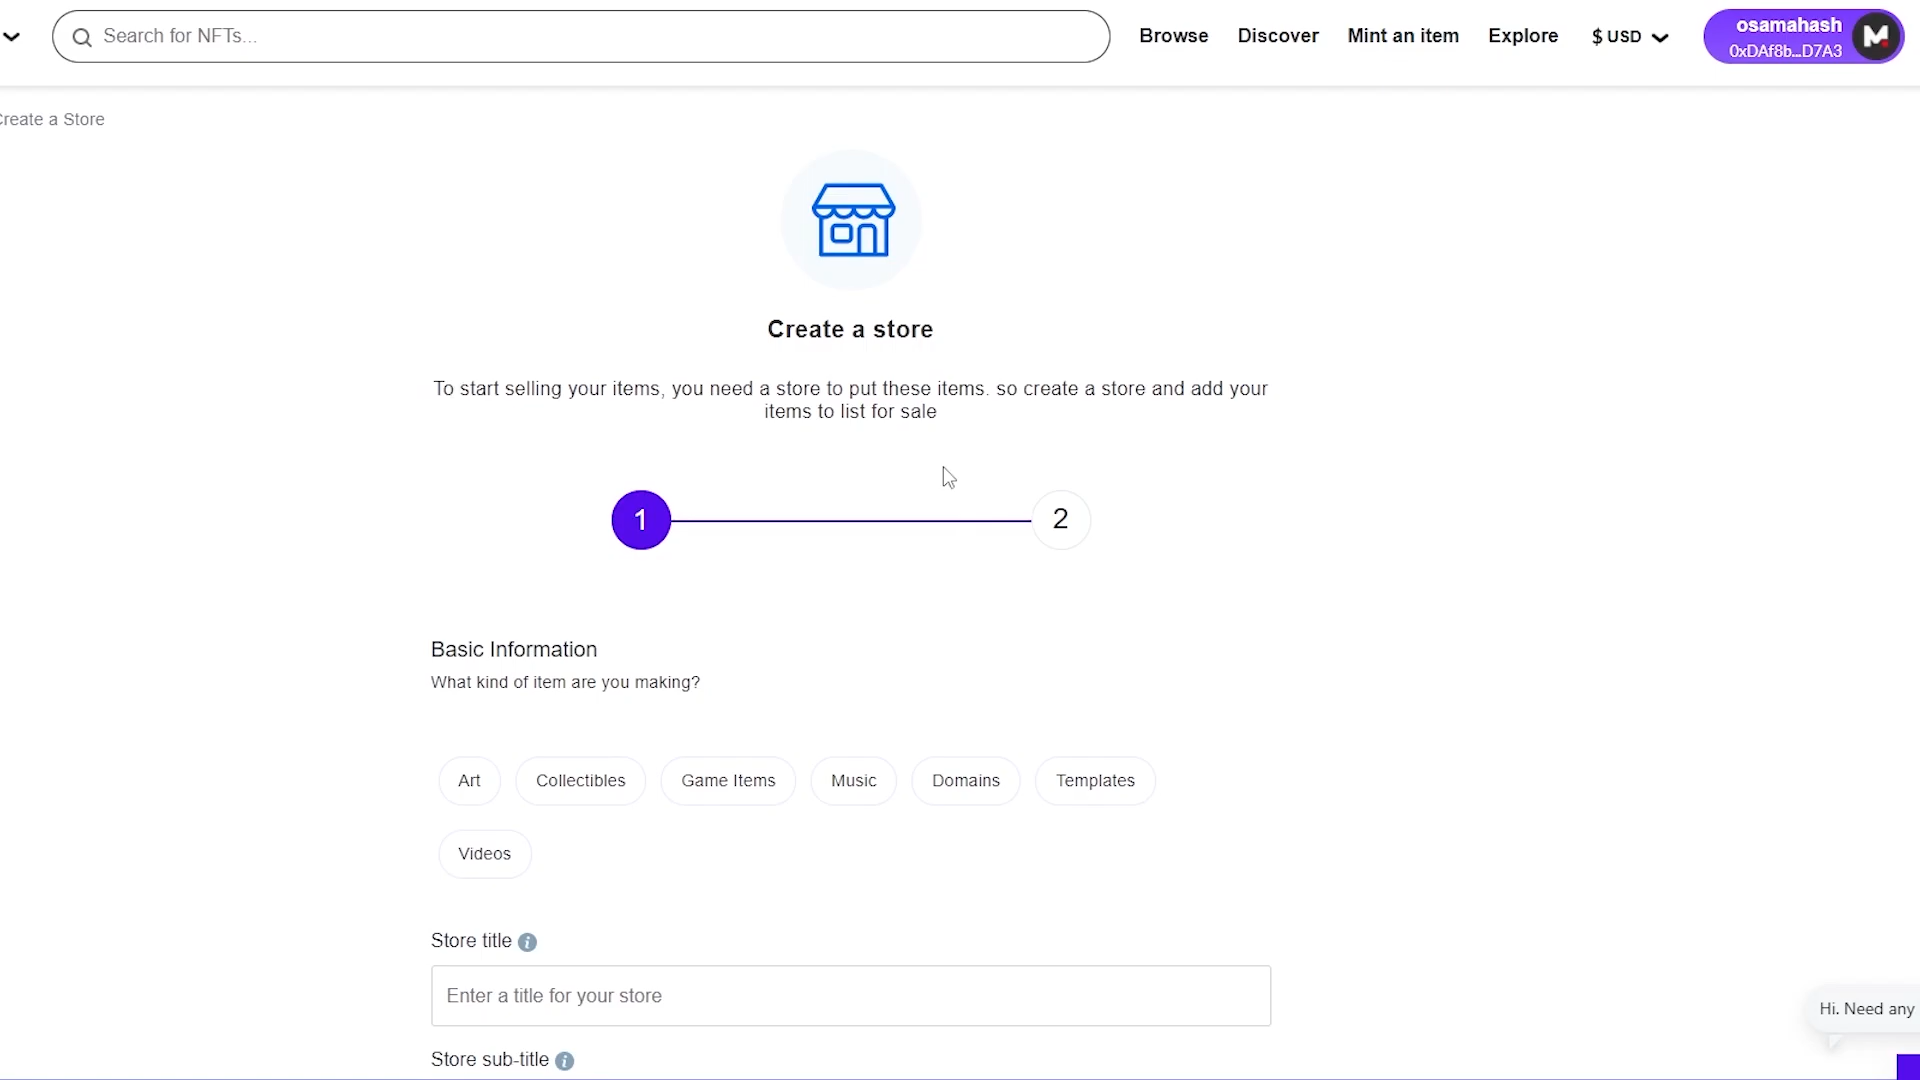 Search for NFTs...
Browse
Discover
Mint an item
Explore
$ USD
osamahash
0xDAf8b...D7A3
Create a Store
Create a store
To start selling your items, you need a store to put these items. so create a store and add your
items to list for sale
1
2
Basic Information
What kind of item are you making?
Art
Collectibles
Game Items
Music
Domains
Templates
Videos
Store title
Enter a title for your store
Store sub-title
Hi. Need any